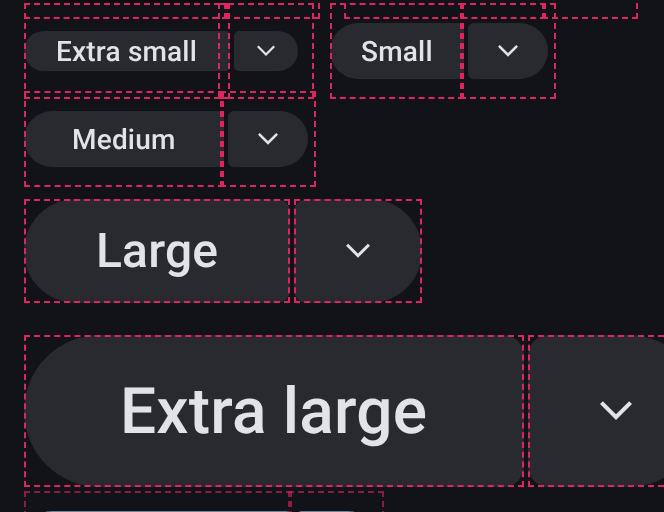 Extra small
Small
Medium
Large
Extra large